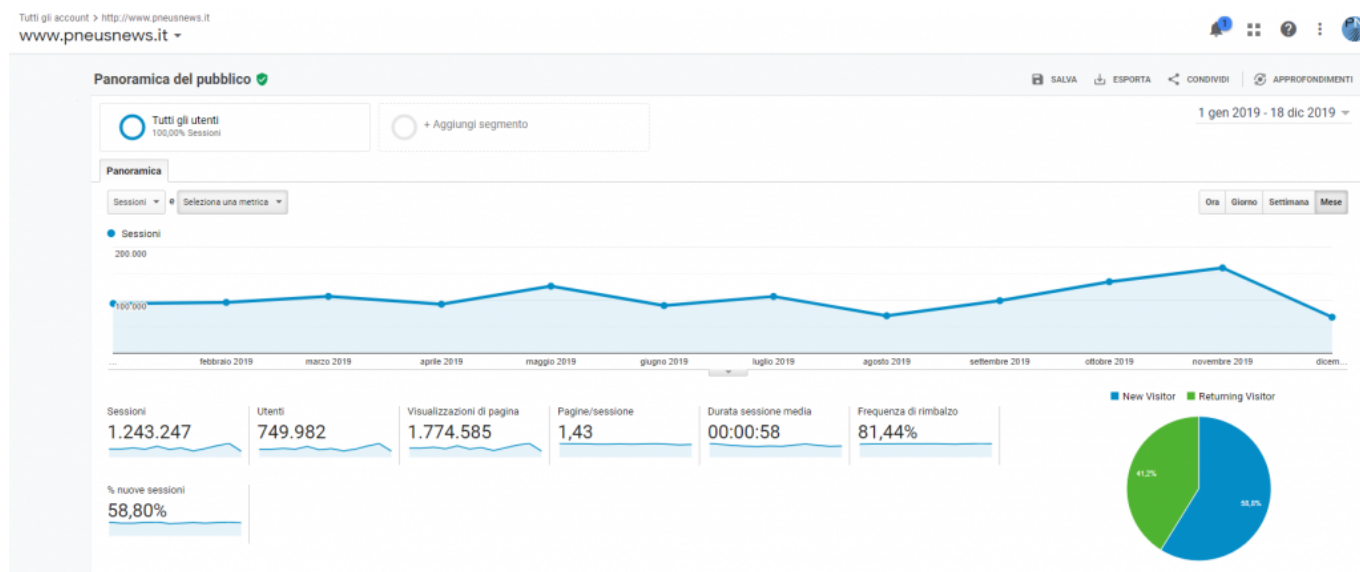 Tutti gli account > http://www.pneusnews.it
www.pneusnews.it
1
Panoramica del pubblico
SALVA ESPORTA CONDIVIDI APPROFONDIMENTI
1 gen 2019 - 18 dic 2019
Tutti gli utenti
100,00% Sessioni
+ Aggiungi segmento
Panoramica
Sessioni e Seleziona una metrica
Ora Giorno Settimana Mese
Sessioni
200.000
100.000
... febbraio 2019 marzo 2019 aprile 2019 maggio 2019 giugno 2019 luglio 2019 agosto 2019 settembre 2019 ottobre 2019 novembre 2019 dicem...
New Visitor Returning Visitor
Sessioni Utenti Visualizzazioni di pagina Pagine/sessione Durata sessione media Frequenza di rimbalzo
1.243.247 749.982 1.774.585 1,43 00:00:58 81,44%
41,2%
58,8%
% nuove sessioni
58,80%